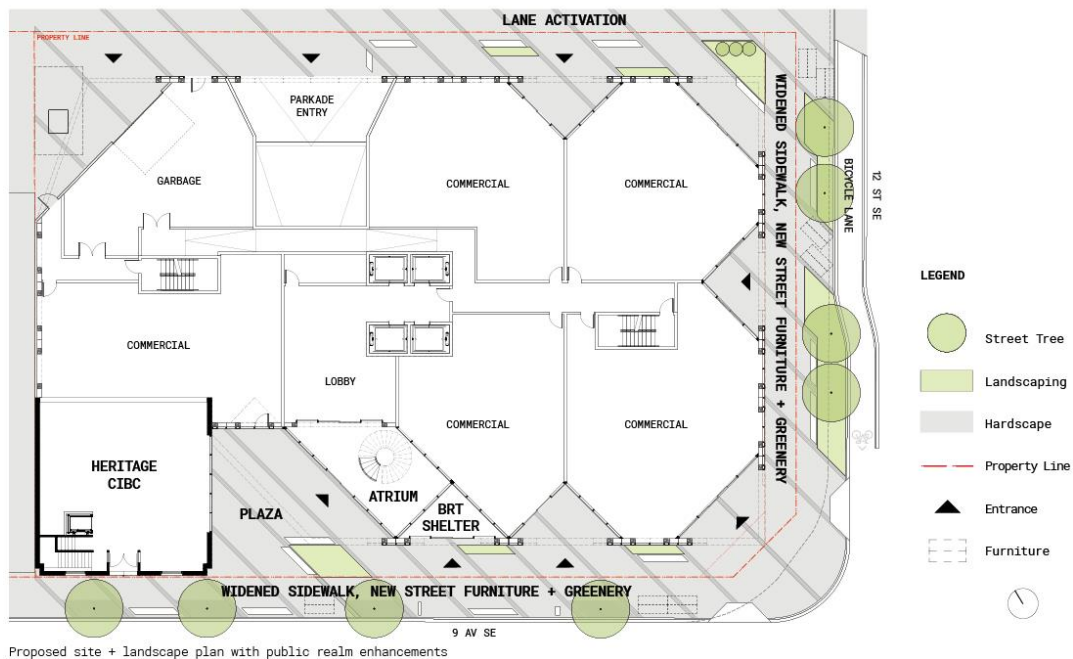 LANE ACTIVATION
PROPERTY LINE
PARKADE
ENTRY
GARBAGE
COMMERCIAL
COMMERCIAL
WIDENED SIDEWALK, NEW STREET FURNITURE + GREENERY
BICYCLE LANE
12 ST SE
COMMERCIAL
LOBBY
COMMERCIAL
COMMERCIAL
HERITAGE
CIBC
ATRIUM
PLAZA
BRT
SHELTER
WIDENED SIDEWALK, NEW STREET FURNITURE + GREENERY
9 AV SE
LEGEND
Street Tree
Landscaping
Hardscape
Property Line
Entrance
Furniture
Proposed site + landscape plan with public realm enhancements